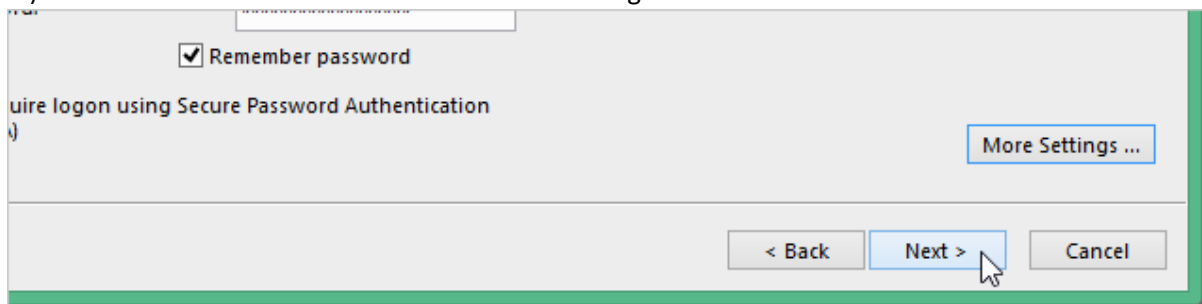 Remember password
uire logon using Secure Password Authentication
More Settings ...
< Back Next > Cancel